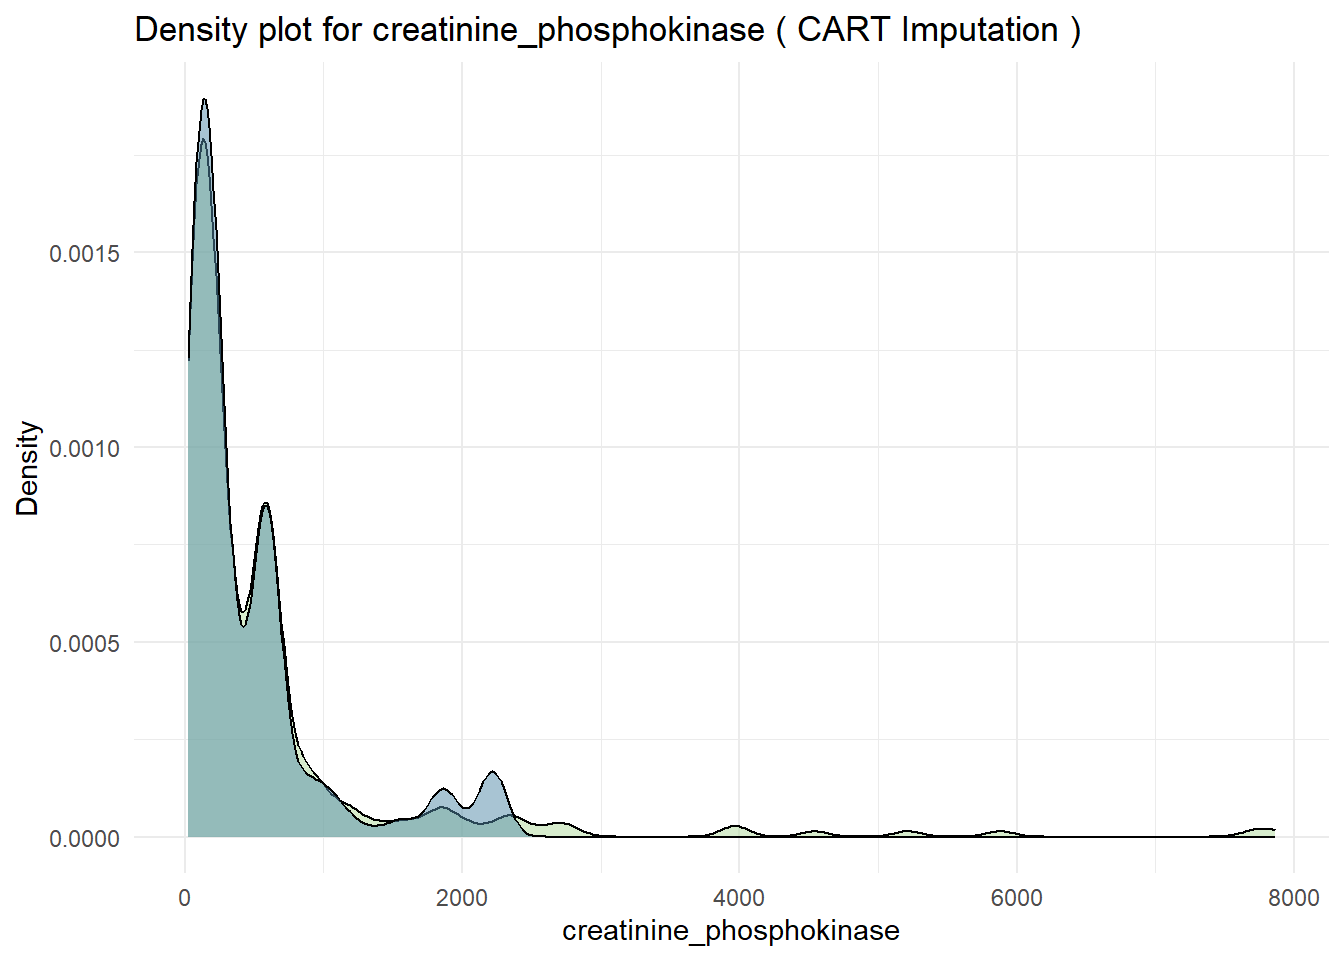 Density plot for creatinine_phosphokinase ( CART Imputation )
Density
0.0015
0.0010
0.0005
0.0000
0 2000 4000 6000 8000
creatinine_phosphokinase